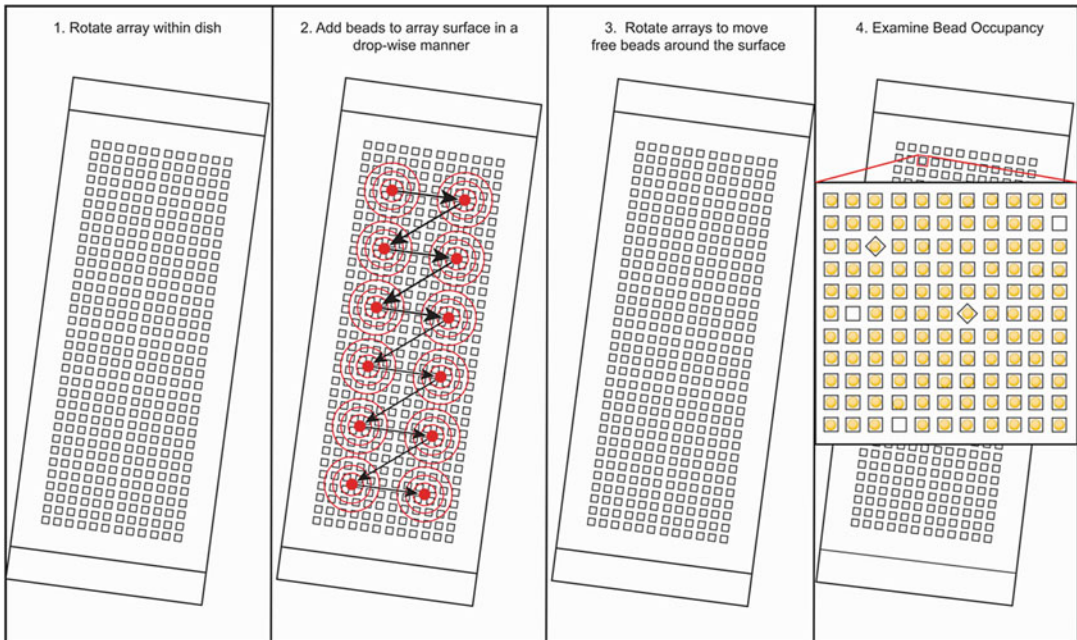 1. Rotate array within dish
2. Add beads to array surface in a
drop-wise manner
3. Rotate arrays to move
free beads around the surface
4. Examine Bead Occupancy